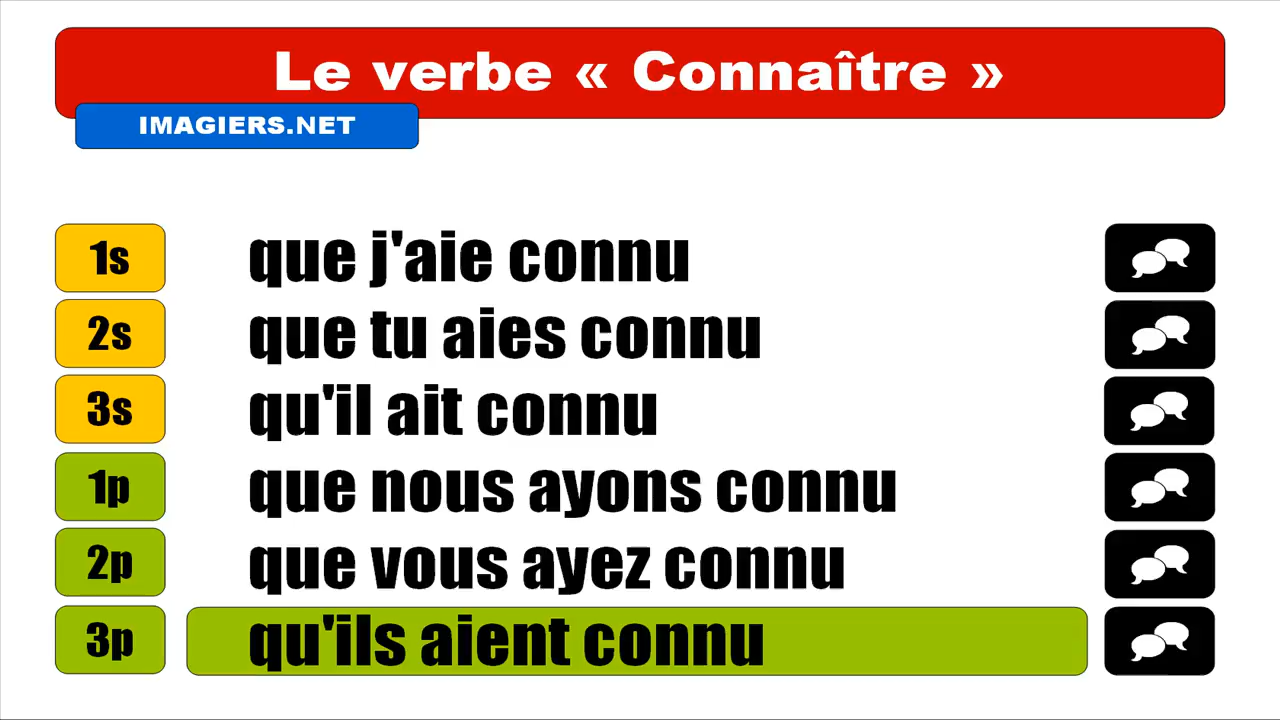 Le verbe « Connaître »
IMAGIERS.NET
1s que j'aie connu
2s que tu aies connu
3s qu'il ait connu
1p que nous ayons connu
2p que vous ayez connu
3p qu'ils aient connu